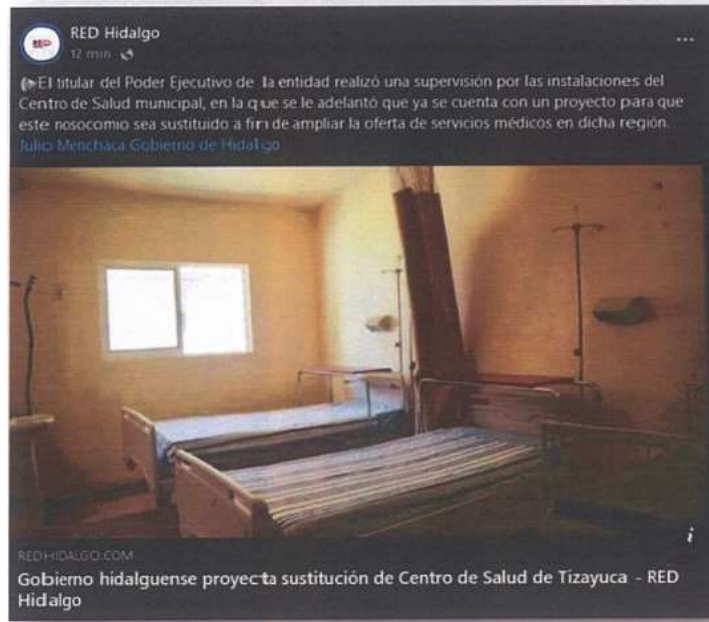 RED Hidalgo
12 min
El titular del Poder Ejecutivo de la entidad realizó una supervisión por las instalaciones del
Centro de Salud municipal, en la que se le adelantó que ya se cuenta con un proyecto para que
este nosocomio sea sustituido a fin de ampliar la oferta de servicios médicos en dicha región.
Julio Menchaca Gobierno de Hidalgo
REDHIDALGO.COM
Gobierno hidalguense proyecta sustitución de Centro de Salud de Tizayuca - RED
Hidalgo